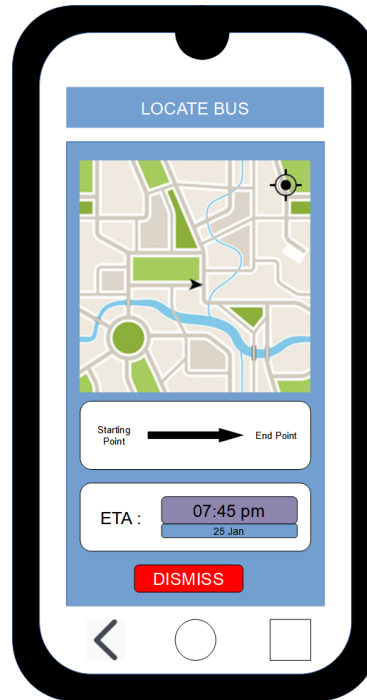 LOCATE BUS
Starting
Point
End Point
ETA :
07:45 pm
25 Jan
DISMISS